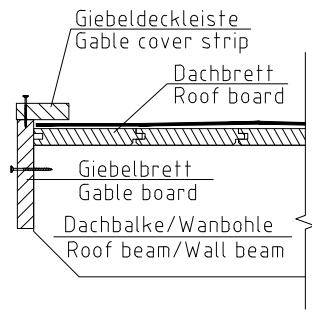 Giebeldeckleiste
Gable cover strip
Dachbrett
Roof board
Giebelbrett
Gable board
Dachbalke/Wanbohle
Roof beam/Wall beam